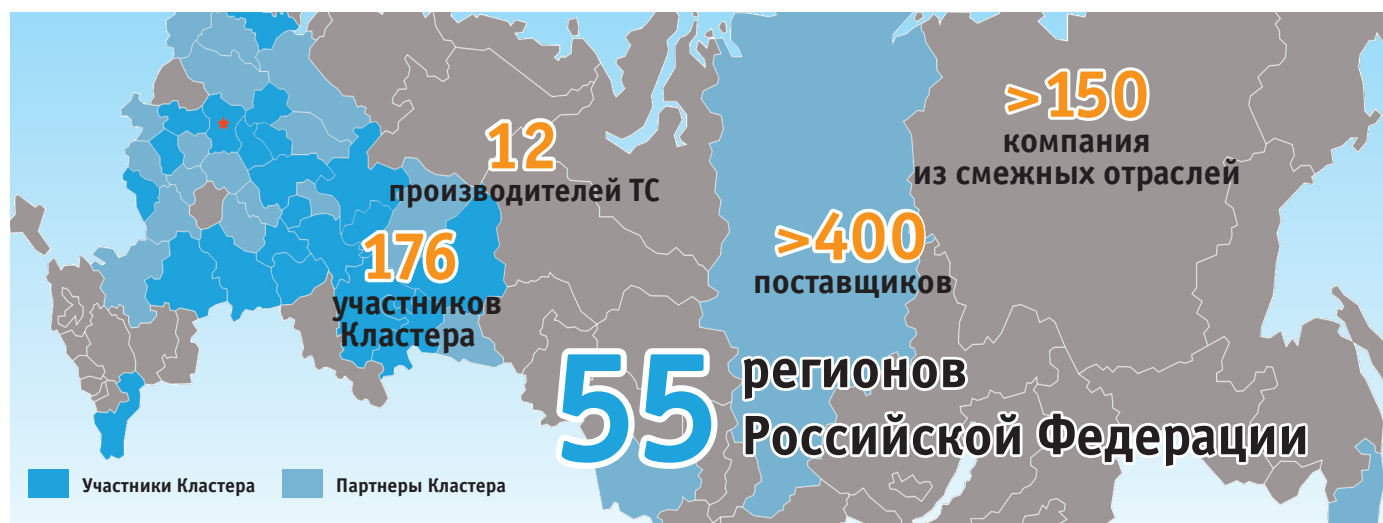 12
производителей ТС
176
участников
Кластера
>400
поставщиков
>150
компания
из смежных отраслей
55
регионов
Российской Федерации
Участники Кластера
Партнеры Кластера